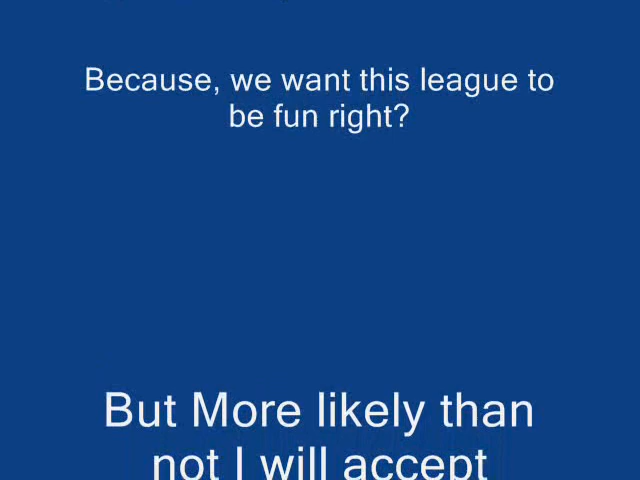 Because, we want this league to
be fun right?
But More likely than
not I will accept